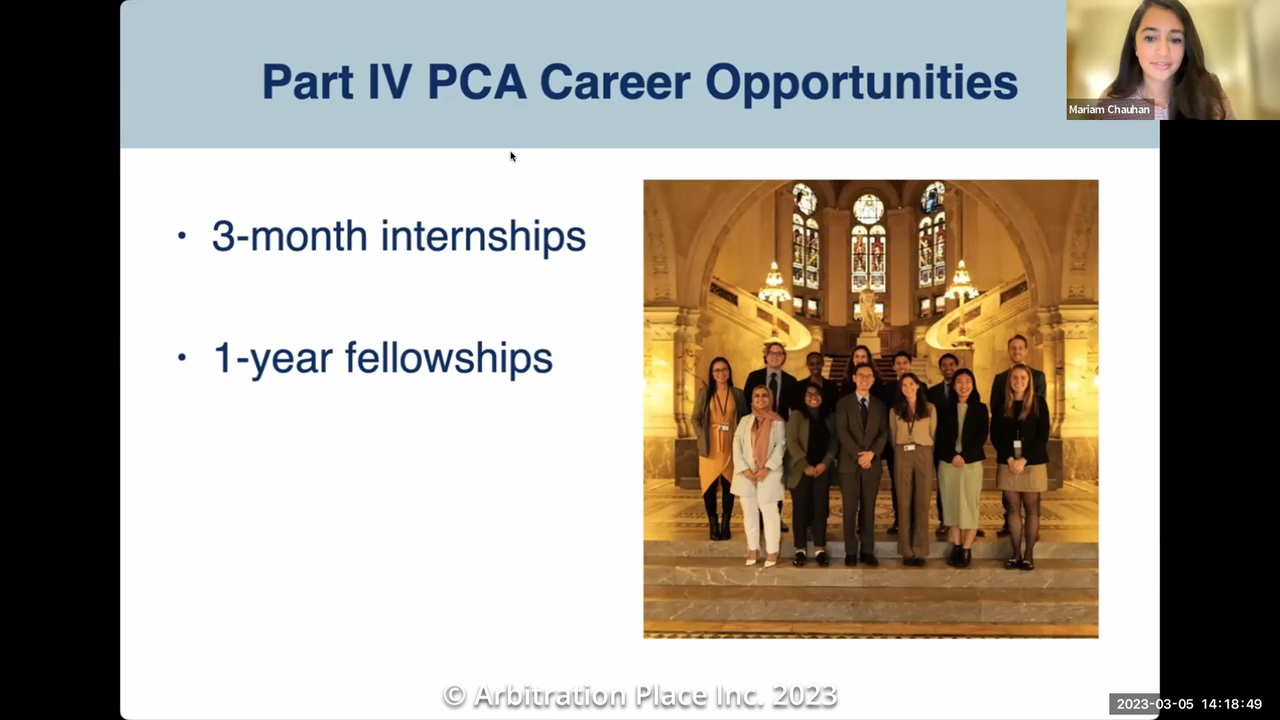 Part IV PCA Career Opportunities
Mariam Chauhan
• 3-month internships
• 1-year fellowships
© Arbitration Place Inc. 2023
2023-03-05 14:18:49